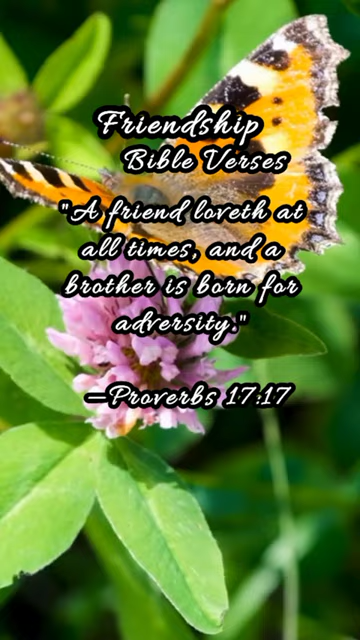 Friendship
Bible Verses
"A friend loveth at
all times, and a
brother is born for
adversity."
—Proverbs 17:17